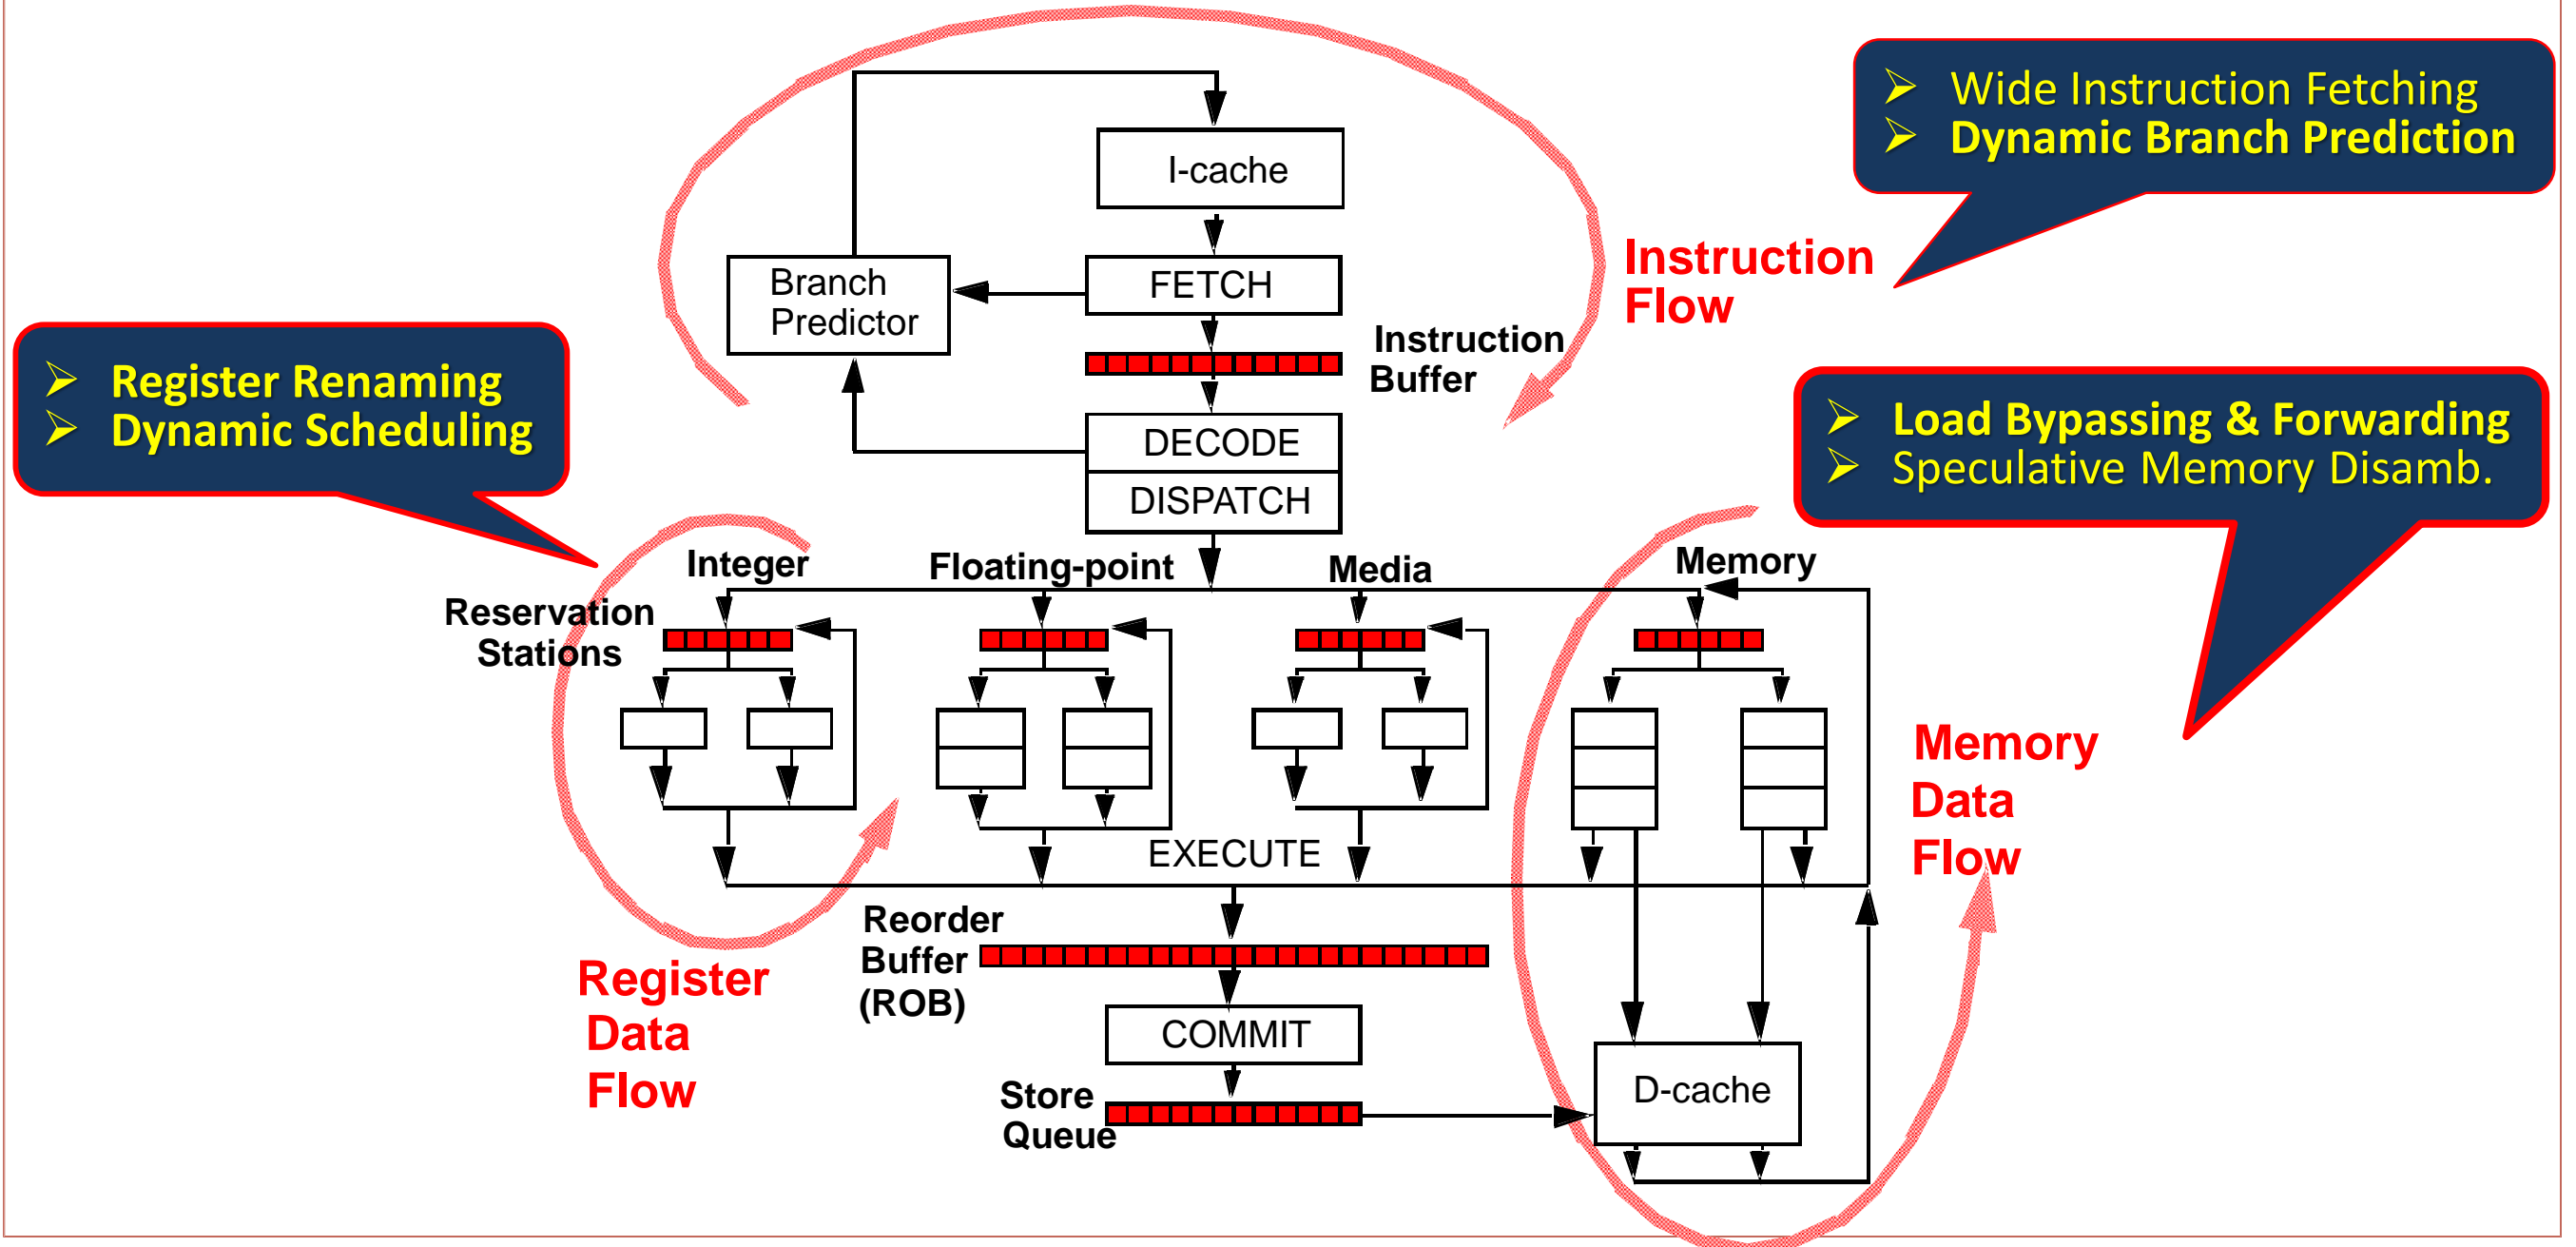 ➢ Wide Instruction Fetching
➢ Dynamic Branch Prediction
I-cache
Instruction
Flow
Branch
Predictor
FETCH
Instruction
Buffer
➢ Register Renaming
➢ Dynamic Scheduling
➢ Load Bypassing & Forwarding
➢ Speculative Memory Disamb.
DECODE
DISPATCH
Integer
Floating-point
Media
Memory
Reservation
Stations
Memory
Data
Flow
EXECUTE
Reorder
Buffer
(ROB)
Register
Data
Flow
COMMIT
Store
Queue
D-cache